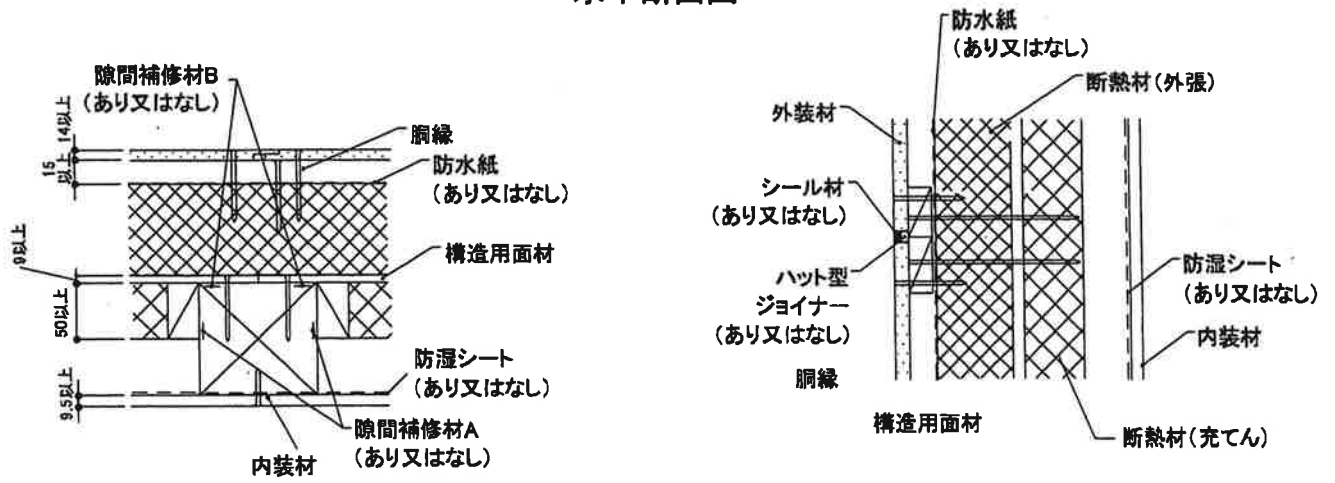 隙間補修材B
(あり又はなし)
14以上
15
以上
胴縁
防水紙
(あり又はなし)
9以上
構造用面材
50以上
防湿シート
(あり又はなし)
9.5以上
隙間補修材A
(あり又はなし)
内装材
防水紙
(あり又はなし)
断熱材(外張)
外装材
シール材
(あり又はなし)
ハット型
ジョイナー
(あり又はなし)
防湿シート
(あり又はなし)
内装材
胴縁
構造用面材
断熱材(充てん)